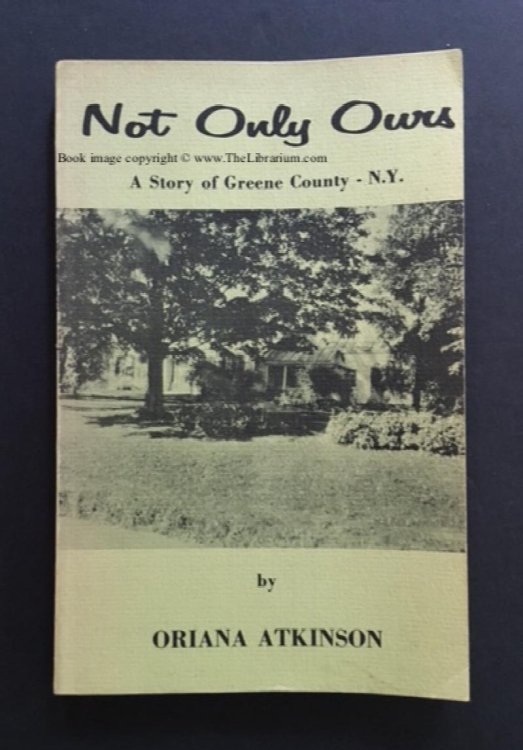 Not Only Ours
Book image copyright © www.TheLibrarium.com
A Story of Greene County - N.Y.
by
ORIANA ATKINSON